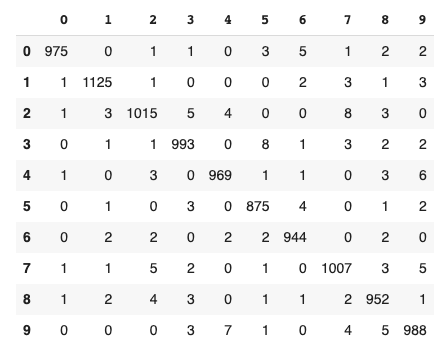 0 1 2 3 4 5 6 7 8 9
0 975 0 1 1 0 3 5 1 2 2
1 1 1125 1 0 0 0 2 3 1 3
2 1 3 1015 5 4 0 0 8 3 0
3 0 1 1 993 0 8 1 3 2 2
4 1 0 3 0 969 1 1 0 3 6
5 0 1 0 3 0 875 4 0 1 2
6 0 2 2 0 2 2 944 0 2 0
7 1 1 5 2 0 1 0 1007 3 5
8 1 2 4 3 0 1 1 2 952 1
9 0 0 0 3 7 1 0 4 5 988